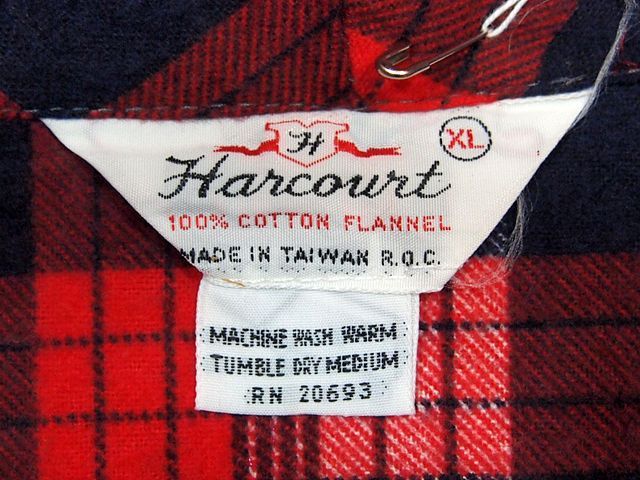 H
XL
Harcourt
100% COTTON FLANNEL
MADE IN TAIWAN R.O.C.
MACHINE WASH WARM
TUMBLE DRY MEDIUM
RN 20693